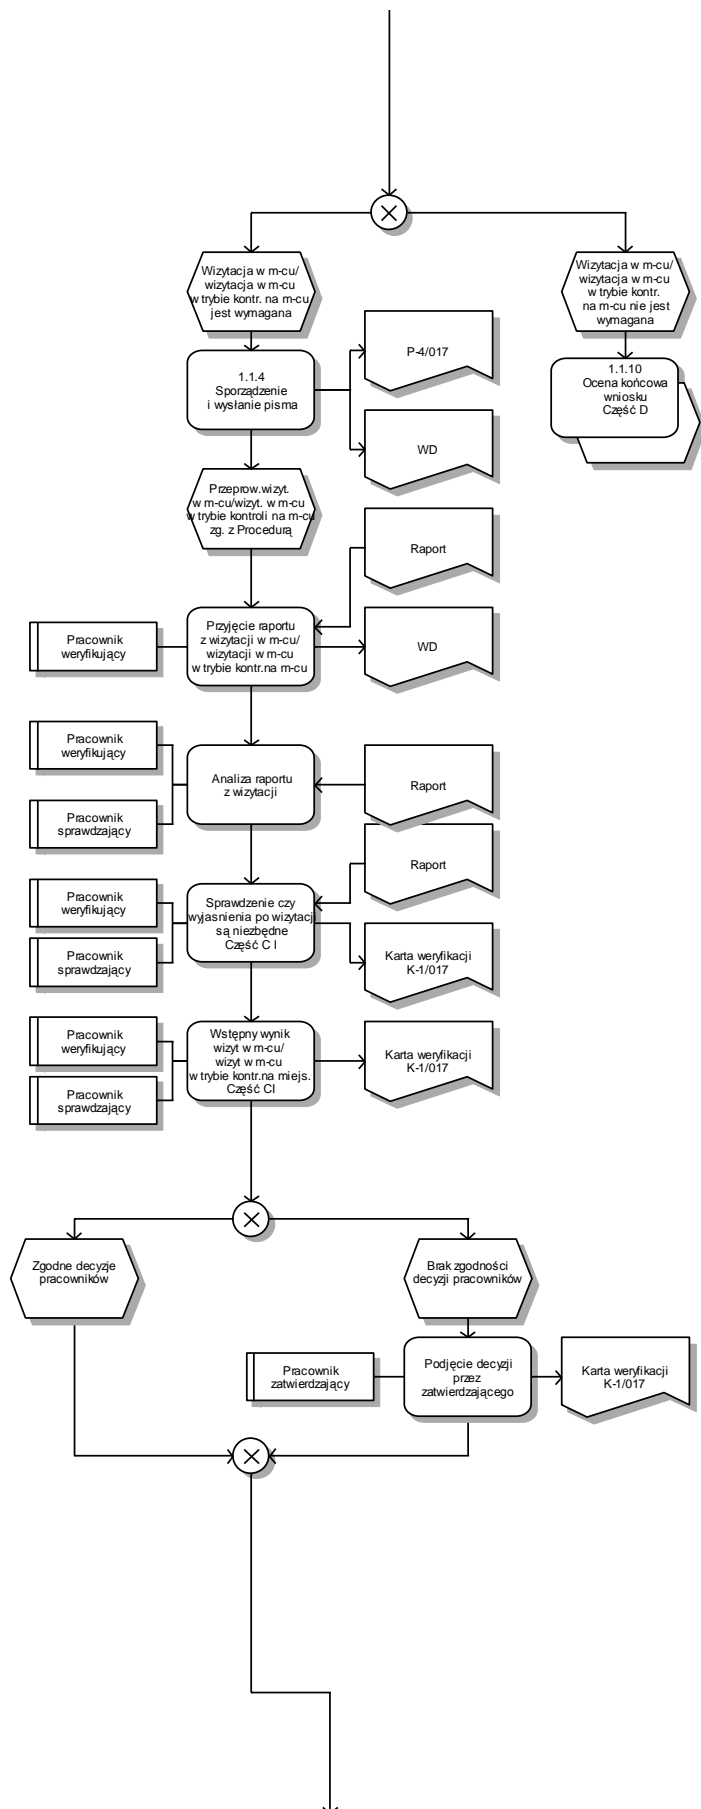 Wizytacja w m-cu/
wizytacja w m-cu
w trybie kontr. na m-cu
jest wymagana
Wizytacja w m-cu/
wizytacja w m-cu
w trybie kontr.
na m-cu nie jest
wymagana
1.1.4
Sporządzenie
i wysłanie pisma
P-4/017
1.1.10
Ocena końcowa
wniosku
Część D
WD
Przeprow.wizyt.
w m-cu/wizyt. w m-cu
w trybie kontroli na m-cu
zg. z Procedurą
Raport
Pracownik
weryfikujący
Przyjęcie raportu
z wizytacji w m-cu/
wizytacji w m-cu
w trybie kontr.na m-cu
WD
Pracownik
weryfikujący
Analiza raportu
z wizytacji
Raport
Pracownik
sprawdzający
Raport
Pracownik
weryfikujący
Sprawdzenie czy
wyjasnienia po wizytacji
są niezbędne
Część C I
Pracownik
sprawdzający
Karta weryfikacji
K-1/017
Pracownik
weryfikujący
Wstępny wynik
wizyt w m-cu/
wizyt w m-cu
w trybie kontr.na miejs.
Część CI
Karta weryfikacji
K-1/017
Pracownik
sprawdzający
Zgodne decyzje
pracowników
Brak zgodności
decyzji pracowników
Pracownik
zatwierdzający
Podjęcie decyzji
przez
zatwierdzającego
Karta weryfikacji
K-1/017